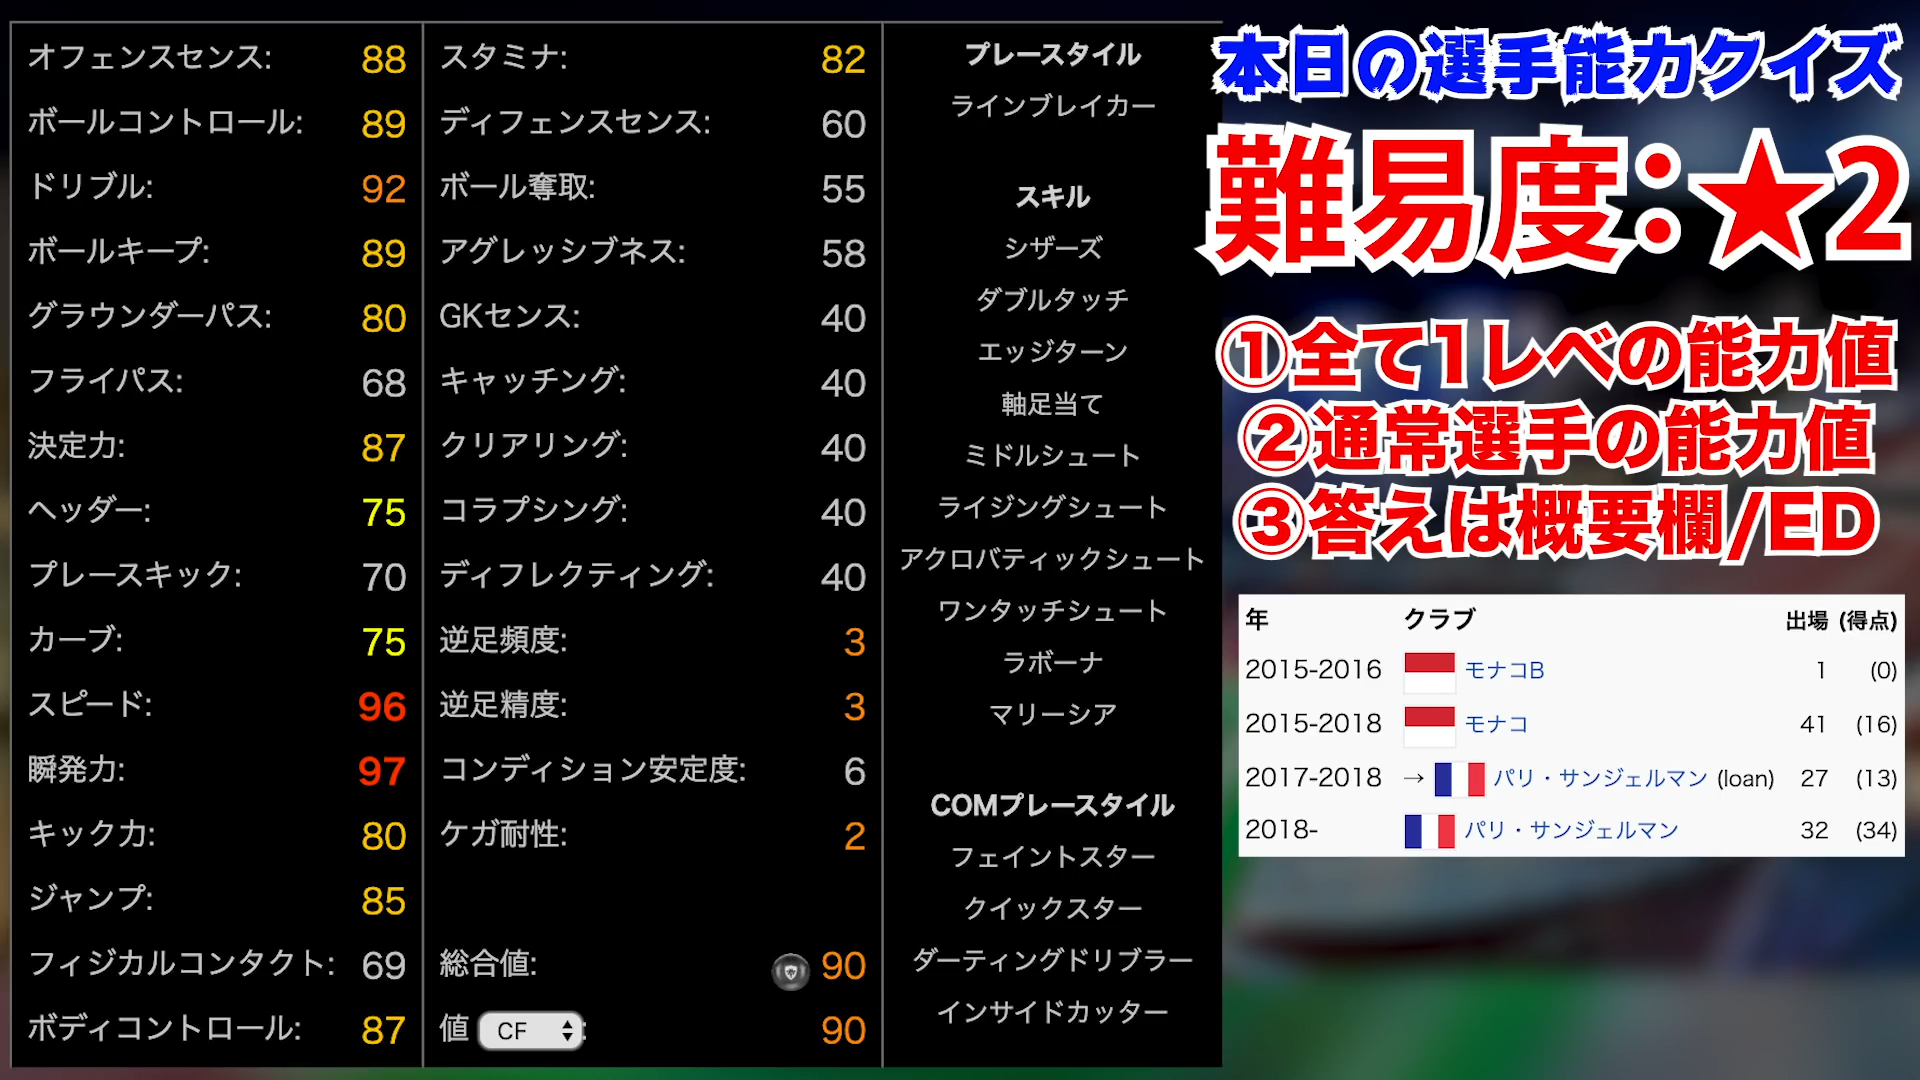 オフェンスセンス: 88
ボールコントロール: 89
ドリブル: 92
ボールキープ: 89
グラウンダーパス: 80
フライパス: 68
決定力: 87
ヘッダー: 75
プレースキック: 70
カーブ: 75
スピード: 96
瞬発力: 97
キック力: 80
ジャンプ: 85
フィジカルコンタクト: 69
ボディコントロール: 87
スタミナ: 82
ディフェンスセンス: 60
ボール奪取: 55
アグレッシブネス: 58
GKセンス: 40
キャッチング: 40
クリアリング: 40
コラプシング: 40
ディフレクティング: 40
逆足頻度: 3
逆足精度: 3
コンディション安定度: 6
ケガ耐性: 2
総合値: 90
値 CF : 90
プレースタイル
ラインブレイカー
スキル
シザーズ
ダブルタッチ
エッジターン
軸足当て
ミドルシュート
ライジングシュート
アクロバティックシュート
ワンタッチシュート
ラボーナ
マリーシア
COMプレースタイル
フェイントスター
クイックスター
ダーティングドリブラー
インサイドカッター
本日の選手能力クイズ
難易度:★2
①全て1レベの能力値
②通常選手の能力値
③答えは概要欄/ED
年 クラブ 出場 (得点)
2015-2016 モナコB 1 (0)
2015-2018 モナコ 41 (16)
2017-2018 → パリ・サンジェルマン (loan) 27 (13)
2018- パリ・サンジェルマン 32 (34)